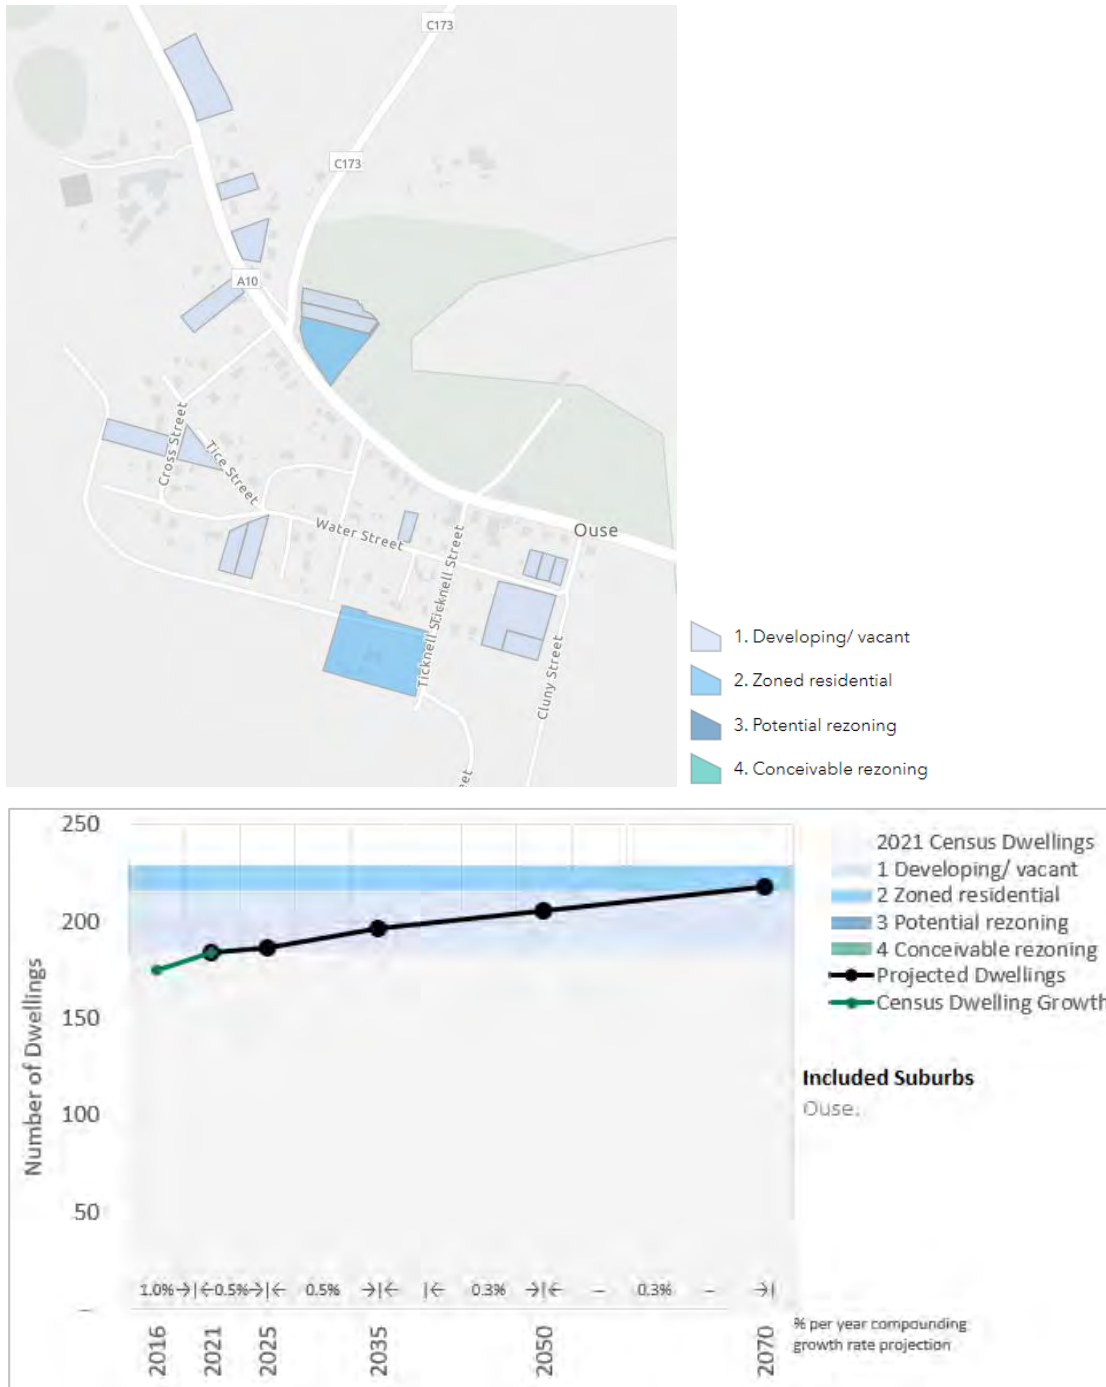 C173
C173
A10
Cross Street
Tice Street
Water Street
Ouse
Ticknell Street
Ticknell S
Cluny Street
et
1. Developing/ vacant
2. Zoned residential
3. Potential rezoning
4. Conceivable rezoning
250
200
150
100
50
–
Number of Dwellings
2021 Census Dwellings
1 Developing/ vacant
2 Zoned residential
3 Potential rezoning
4 Conceivable rezoning
Projected Dwellings
Census Dwelling Growth
Included Suburbs
Ouse,
1.0% →|← 0.5% →|← 0.5% →|← |← 0.3% →|← – 0.3% – →|
2016 2021 2025 2035 2050 2070
% per year compounding
growth rate projection